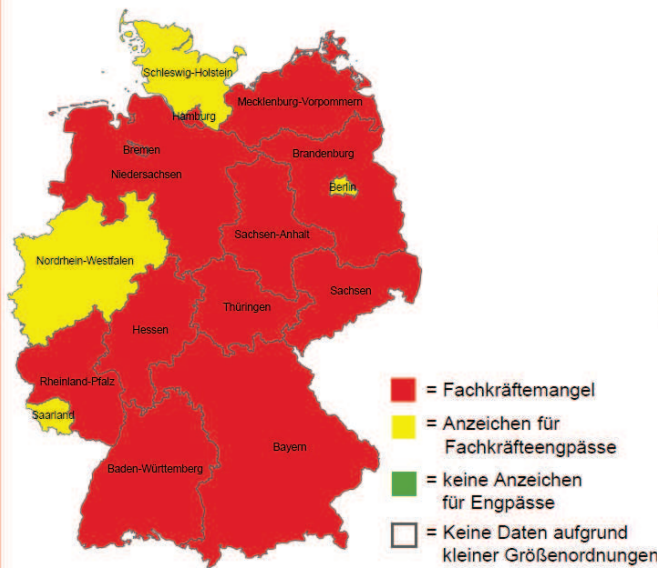 Schleswig-Holstein
Mecklenburg-Vorpommern
Hamburg
Bremen
Brandenburg
Niedersachsen
Berlin
Sachsen-Anhalt
Nordrhein-Westfalen
Sachsen
Thüringen
Hessen
Rheinland-Pfalz
Saarland
Bayern
Baden-Württemberg
= Fachkräftemangel
= Anzeichen für
Fachkräfteengpässe
= keine Anzeichen
für Engpässe
= Keine Daten aufgrund
kleiner Größenordnungen